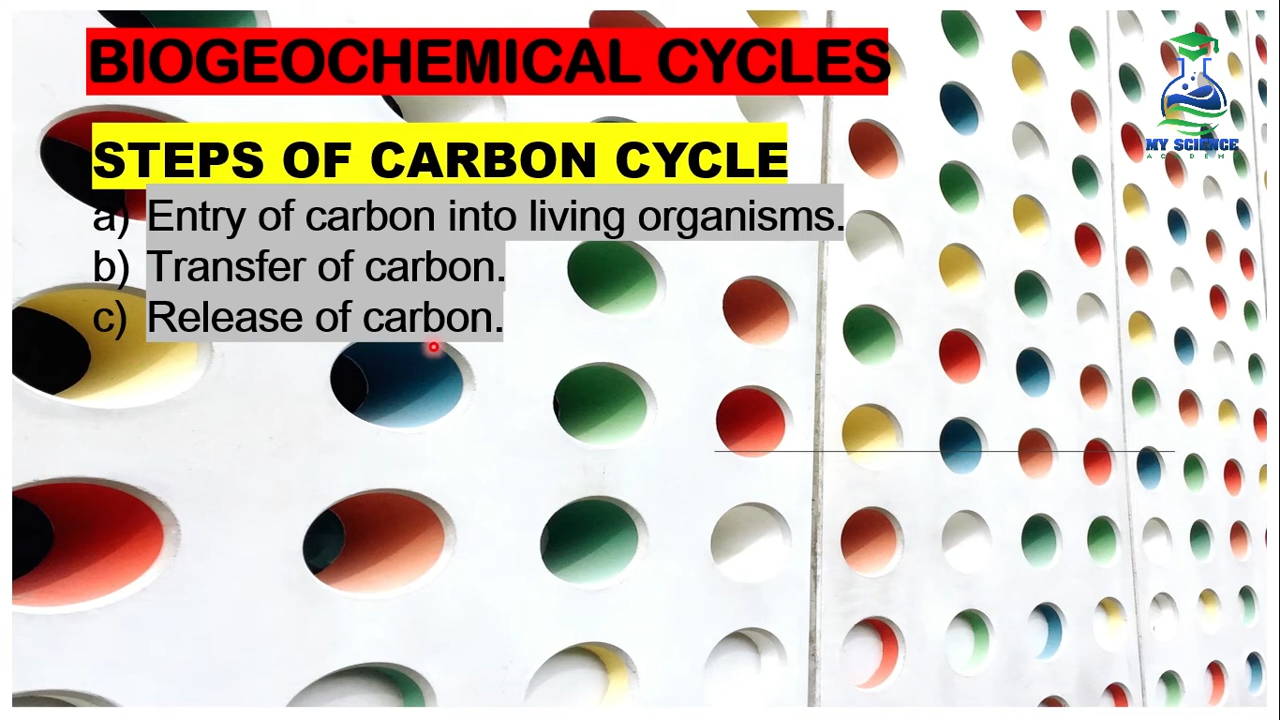 BIOGEOCHEMICAL CYCLES
STEPS OF CARBON CYCLE
a) Entry of carbon into living organisms.
b) Transfer of carbon.
c) Release of carbon.
MY SCIENCE
ACADEM